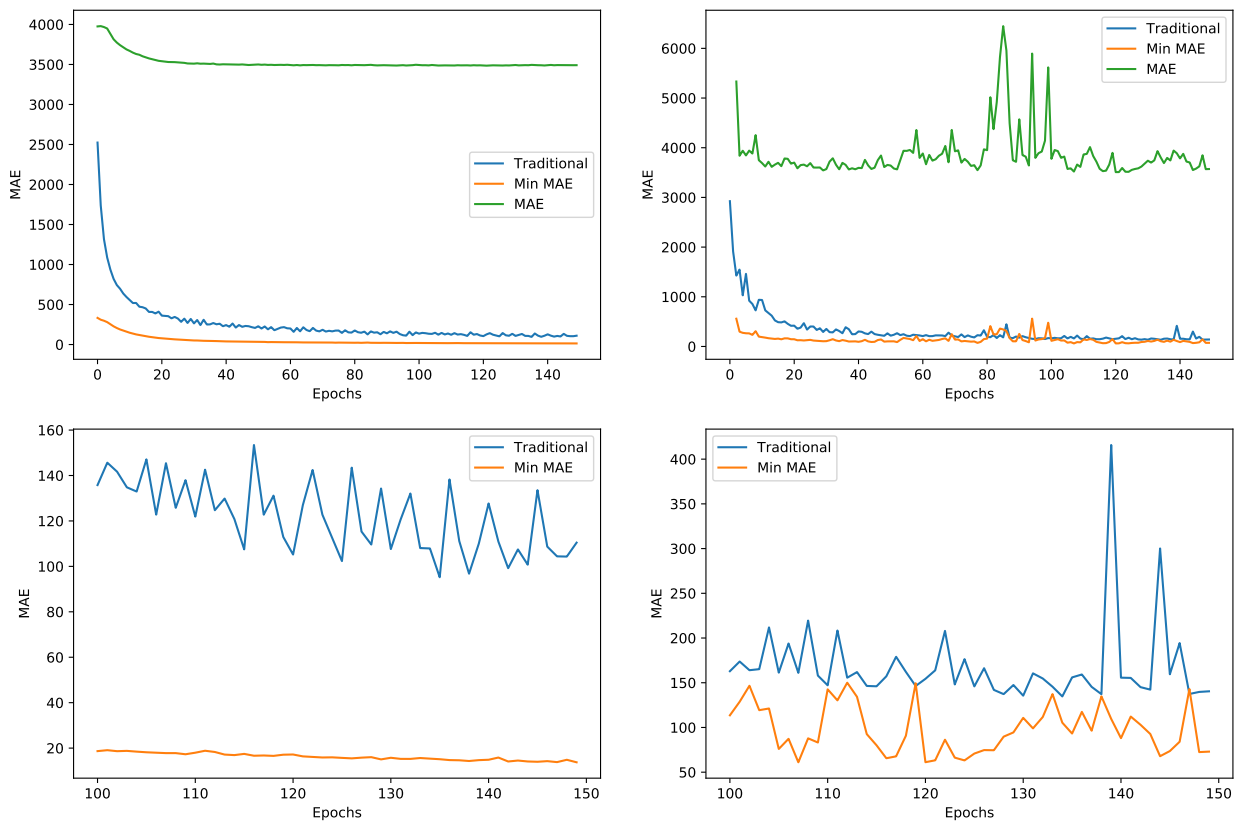 4000
3500
3000
2500
2000
1500
1000
500
0
MAE
Traditional
Min MAE
MAE
0 20 40 60 80 100 120 140
Epochs
6000
5000
4000
3000
2000
1000
0
MAE
Traditional
Min MAE
MAE
0 20 40 60 80 100 120 140
Epochs
160
140
120
100
80
60
40
20
MAE
Traditional
Min MAE
100 110 120 130 140 150
Epochs
400
350
300
250
200
150
100
50
MAE
Traditional
Min MAE
100 110 120 130 140 150
Epochs